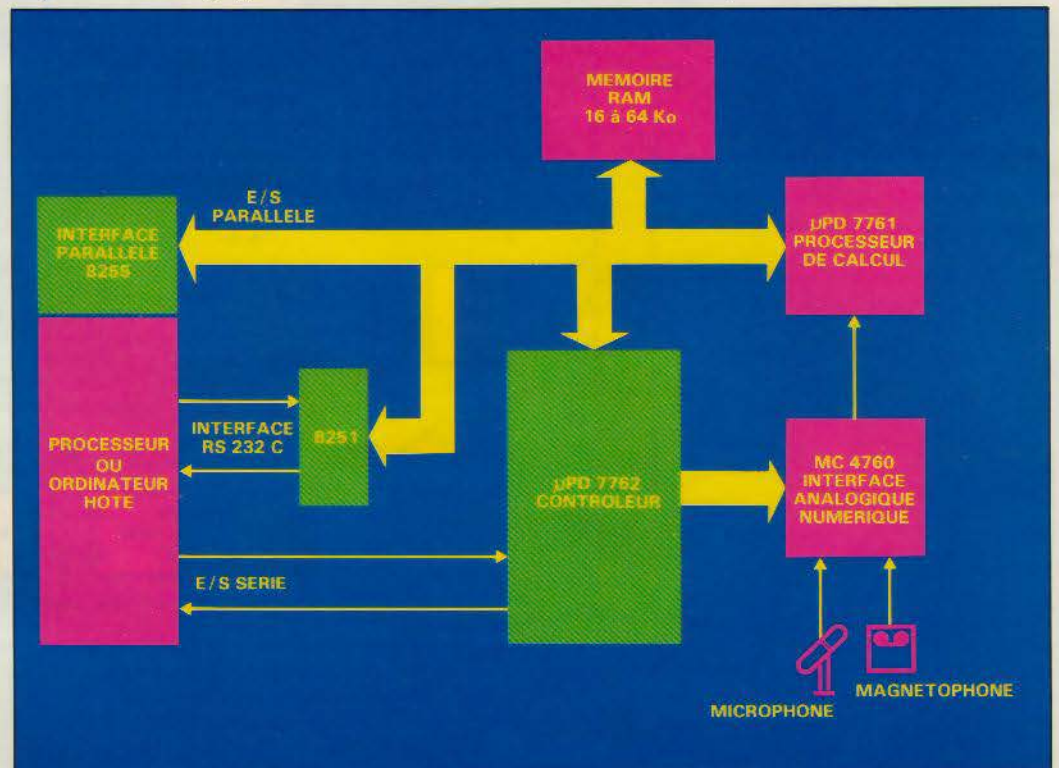 MEMOIRE
RAM
16 à 64 Ko
E/S
PARALLELE
INTERFACE
PARALLÈLE
8255
µPD 7761
PROCESSEUR
DE CALCUL
PROCESSEUR
OU
ORDINATEUR
HOTE
INTERFACE
RS 232 C
8251
µPD 7762
CONTROLEUR
MC 4760
INTERFACE
ANALOGIQUE
NUMERIQUE
E/S SERIE
MICROPHONE
MAGNETOPHONE